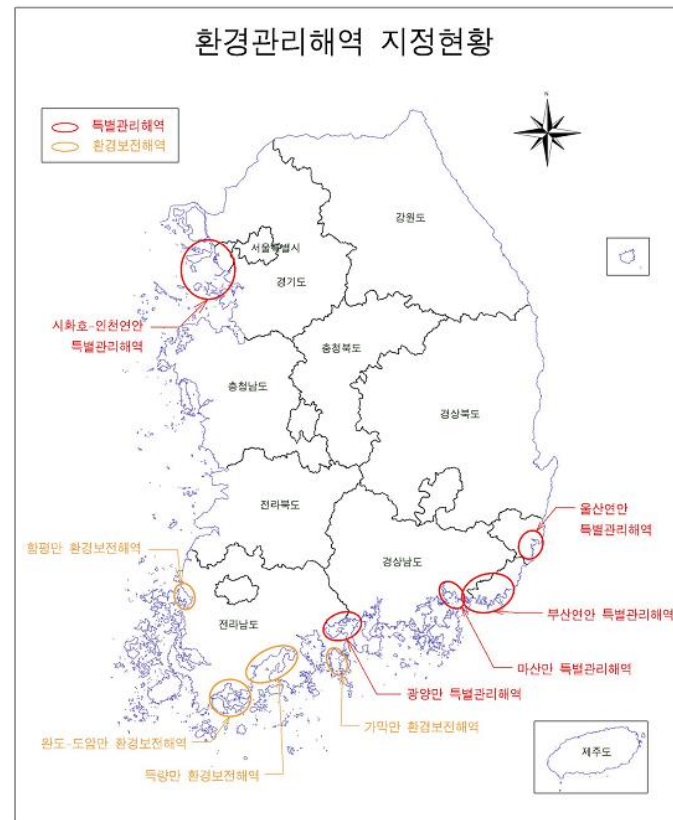 환경관리해역 지정현황
N
특별관리해역
환경보전해역
강원도
서울특별시
경기도
시화호-인천연안
특별관리해역
충청북도
충청남도
경상북도
전라북도
울산연안
특별관리해역
함평만 환경보전해역
경상남도
전라남도
부산연안 특별관리해역
마산만 특별관리해역
광양만 특별관리해역
가막만 환경보전해역
완도-도암만 환경보전해역
득량만 환경보전해역
제주도